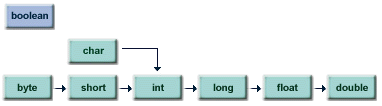 boolean
char
byte short int long float double